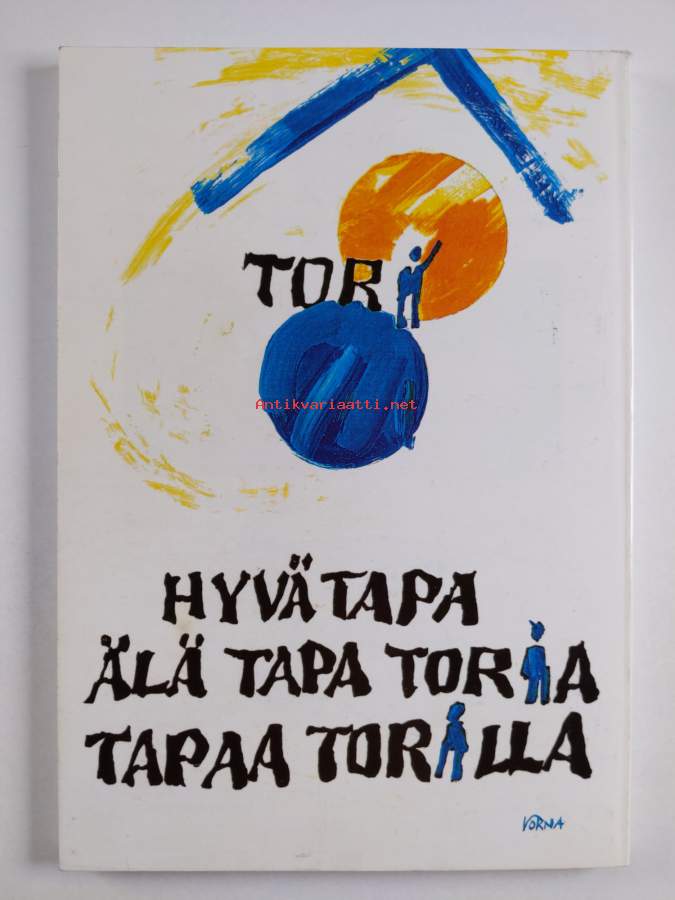 TORI
Antikvariaatti.net
HYVÄ TAPA
ÄLÄ TAPA TORIA
TAPAA TORILLA
VORNA